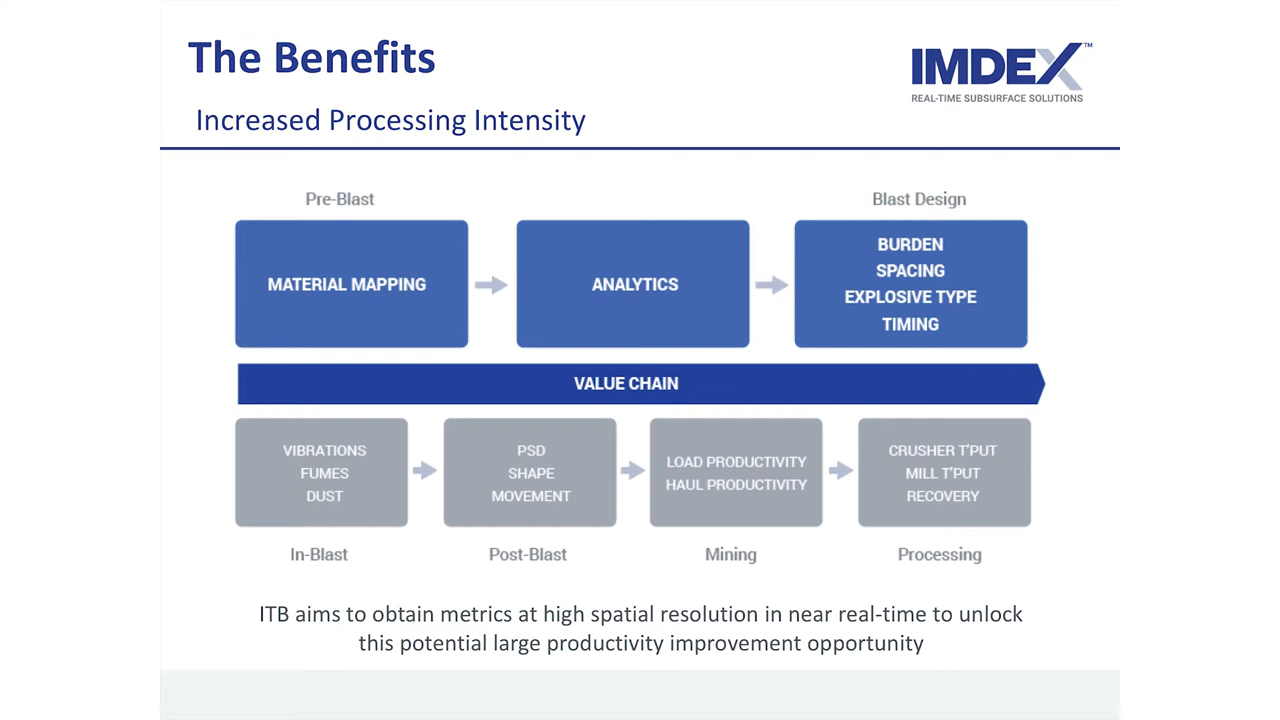 The Benefits
Increased Processing Intensity
IMDEX™
REAL-TIME SUBSURFACE SOLUTIONS
Pre-Blast
Blast Design
MATERIAL MAPPING
ANALYTICS
BURDEN
SPACING
EXPLOSIVE TYPE
TIMING
VALUE CHAIN
VIBRATIONS
FUMES
DUST
PSD
SHAPE
MOVEMENT
LOAD PRODUCTIVITY
HAUL PRODUCTIVITY
CRUSHER T'PUT
MILL T'PUT
RECOVERY
In-Blast
Post-Blast
Mining
Processing
ITB aims to obtain metrics at high spatial resolution in near real-time to unlock
this potential large productivity improvement opportunity